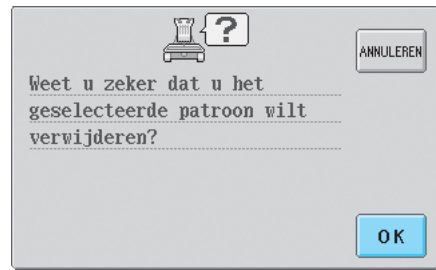 ?
ANNULEREN
Weet u zeker dat u het
geselecteerde patroon wilt
verwijderen?
OK